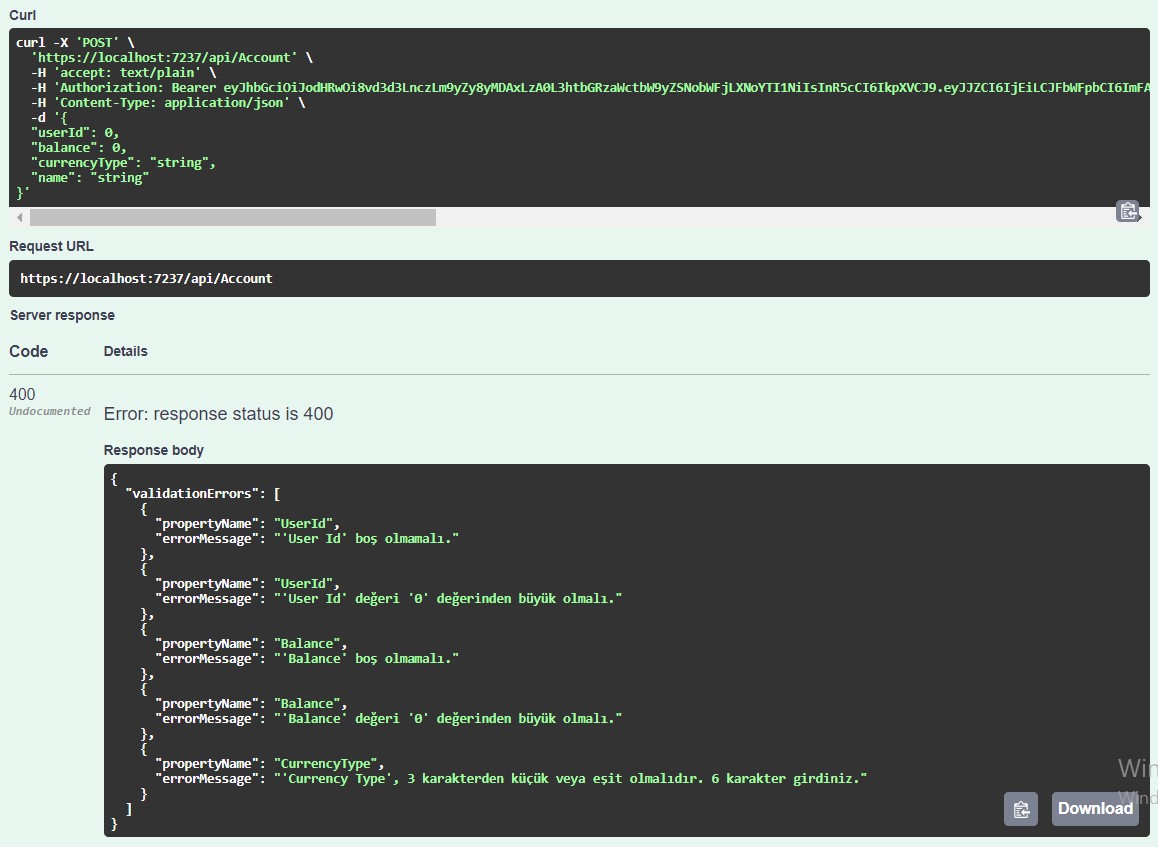 Curl
curl -X 'POST' \
'https://localhost:7237/api/Account' \
-H 'accept: text/plain' \
-H 'Authorization: Bearer eyJhbGciOiJodHRwOi8vd3d3LnczLm9yZy8yMDAxLzA0L3htbGRzaWctbW9yZSNobWFjLXNoYTI1NiIsInR5cCI6IkpXVCJ9.eyJJZCI6IjEiLCJFbWFpbCI6ImFA
-H 'Content-Type: application/json' \
-d '{
"userId": 0,
"balance": 0,
"currencyType": "string",
"name": "string"
}'
Request URL
https://localhost:7237/api/Account
Server response
Code Details
400
Undocumented
Error: response status is 400
Response body
{
"validationErrors": [
{
"propertyName": "UserId",
"errorMessage": "'User Id' boş olmamalı."
},
{
"propertyName": "UserId",
"errorMessage": "'User Id' değeri '0' değerinden büyük olmalı."
},
{
"propertyName": "Balance",
"errorMessage": "'Balance' boş olmamalı."
},
{
"propertyName": "Balance",
"errorMessage": "'Balance' değeri '0' değerinden büyük olmalı."
},
{
"propertyName": "CurrencyType",
"errorMessage": "'Currency Type', 3 karakterden küçük veya eşit olmalıdır. 6 karakter girdiniz."
}
]
}
Download
Win
Wind